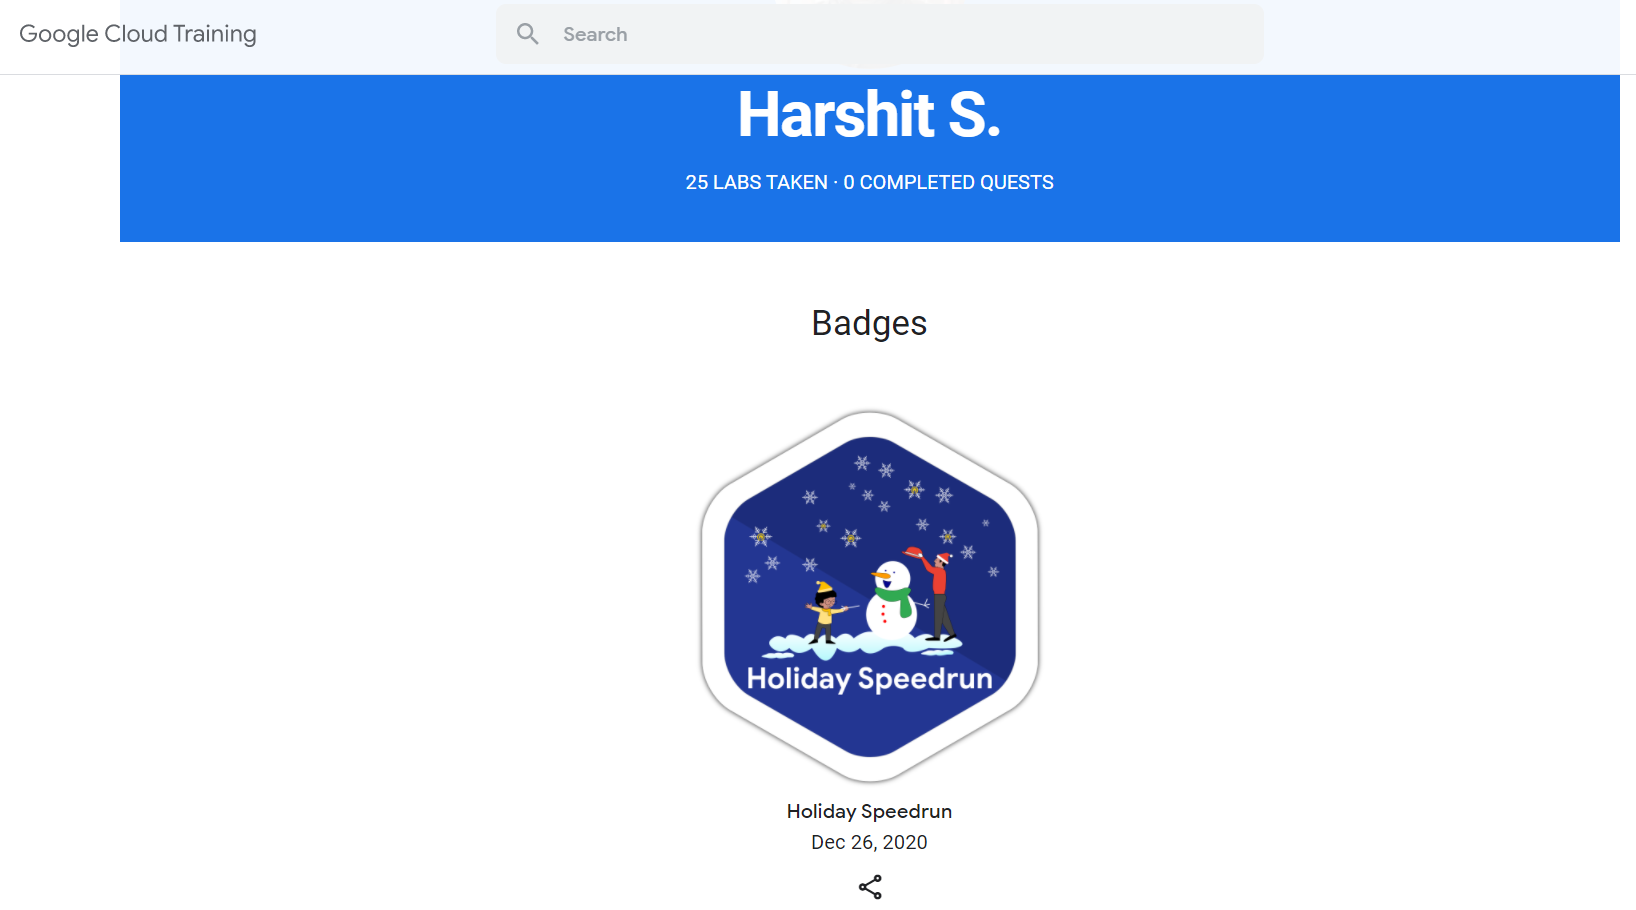 Google Cloud Training
Search
Harshit S.
25 LABS TAKEN · 0 COMPLETED QUESTS
Badges
Holiday Speedrun
Holiday Speedrun
Dec 26, 2020